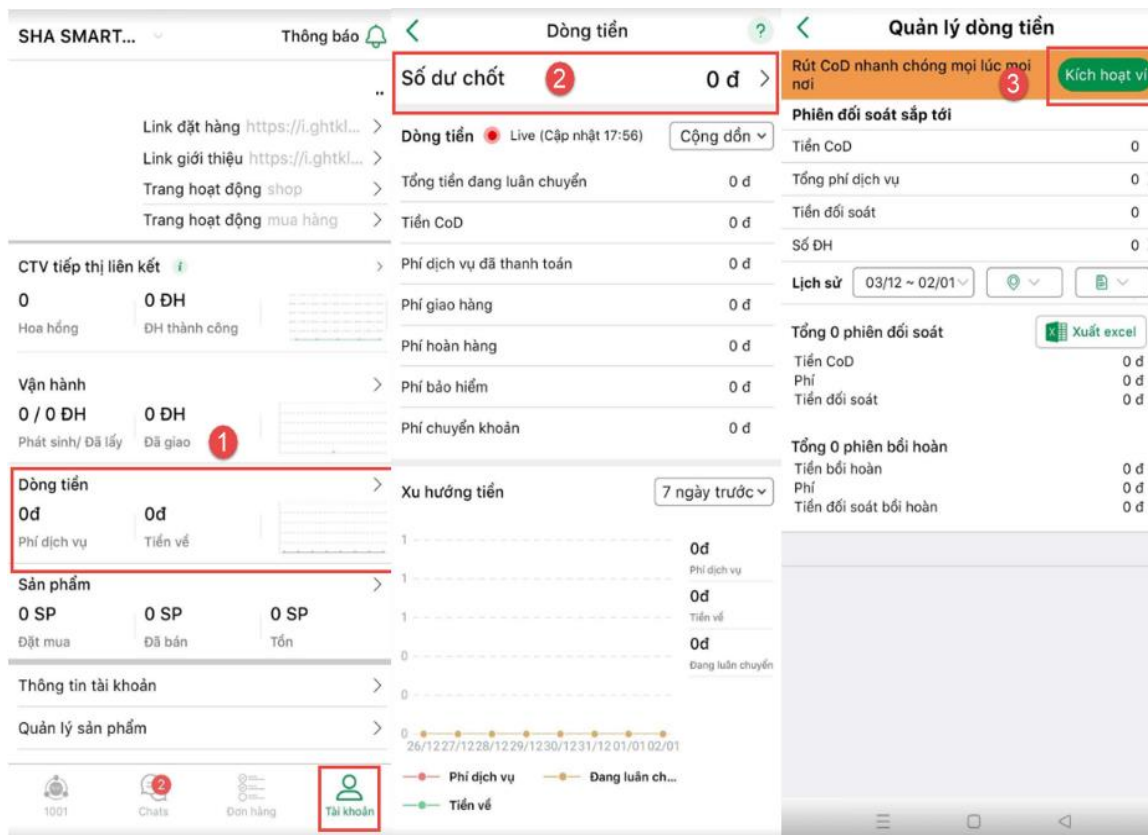 SHA SMART...
Thông báo
..
Link đặt hàng https://i.ghtkl...
Link giới thiệu https://i.ghtkl...
Trang hoạt động shop
Trang hoạt động mua hàng
CTV tiếp thị liên kết i
0 0 ĐH
Hoa hồng ĐH thành công
Vận hành
0 / 0 ĐH 0 ĐH
Phát sinh/ Đã lấy Đã giao
1
Dòng tiền
0đ 0đ
Phí dịch vụ Tiền về
Sản phẩm
0 SP 0 SP 0 SP
Đặt mua Đã bán Tồn
Thông tin tài khoản
Quản lý sản phẩm
2
1001 Chats Đơn hàng Tài khoản
Dòng tiền ?
Số dư chốt 2 0 đ
Dòng tiền Live (Cập nhật 17:56) Cộng dồn
Tổng tiền đang luân chuyển 0 đ
Tiền CoD 0 đ
Phí dịch vụ đã thanh toán 0 đ
Phí giao hàng 0 đ
Phí hoàn hàng 0 đ
Phí bảo hiểm 0 đ
Phí chuyển khoản 0 đ
Xu hướng tiền 7 ngày trước
1
1
1
0
0
0
26/12 27/12 28/12 29/12 30/12 31/12 01/01 02/01
0đ
Phí dịch vụ
0đ
Tiền về
0đ
Đang luân chuyển
Phí dịch vụ Đang luân ch...
Tiền về
Quản lý dòng tiền
Rút CoD nhanh chóng mọi lúc mọi
nơi
3
Kích hoạt ví
Phiên đối soát sắp tới
Tiền CoD 0
Tổng phí dịch vụ 0
Tiền đối soát 0
Số ĐH 0
Lịch sử 03/12 ~ 02/01
Tổng 0 phiên đối soát Xuất excel
Tiền CoD 0 đ
Phí 0 đ
Tiền đối soát 0 đ
Tổng 0 phiên bồi hoàn
Tiền bồi hoàn 0 đ
Phí 0 đ
Tiền đối soát bồi hoàn 0 đ